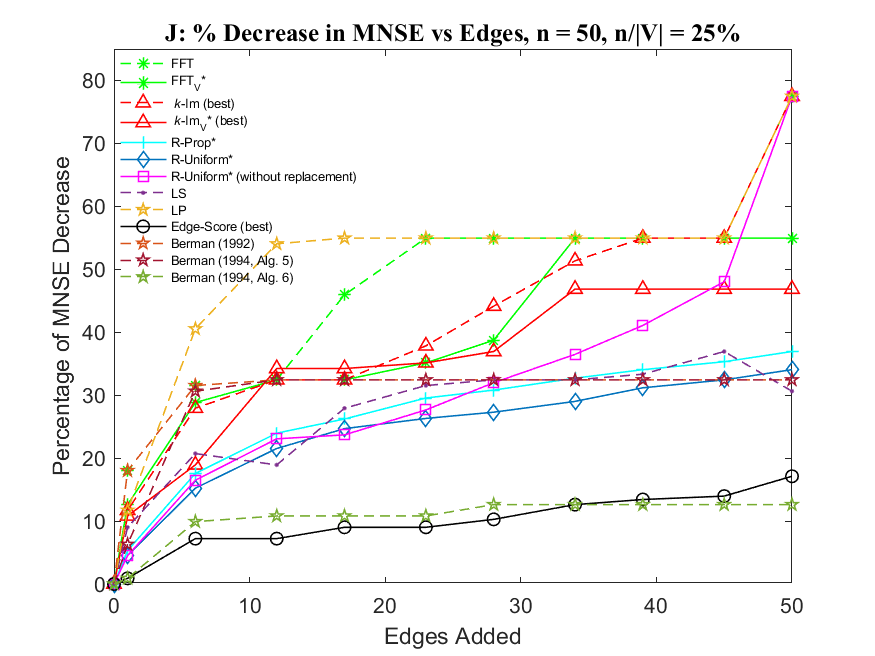 J: % Decrease in MNSE vs Edges, n = 50, n/|V| = 25%
FFT
FFTV*
k-lm (best)
k-lmV* (best)
R-Prop*
R-Uniform*
R-Uniform* (without replacement)
LS
LP
Edge-Score (best)
Berman (1992)
Berman (1994, Alg. 5)
Berman (1994, Alg. 6)
Percentage of MNSE Decrease
80
70
60
50
40
30
20
10
0
0 10 20 30 40 50
Edges Added